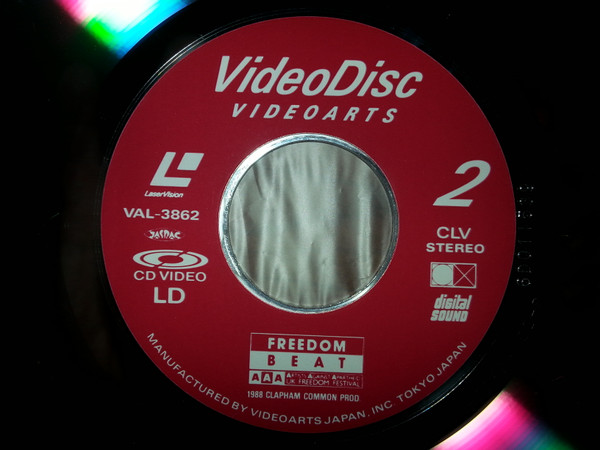 VideoDisc
VIDEOARTS
LaserVision
VAL-3862
CD VIDEO
LD
2
CLV
STEREO
digital
SOUND
FREEDOM
BEAT
AAA ARTISTS AGAINST APARTHEID
UK FREEDOM FESTIVAL
1988 CLAPHAM COMMON PROD
MANUFACTURED BY VIDEOARTS JAPAN. INC. TOKYO JAPAN